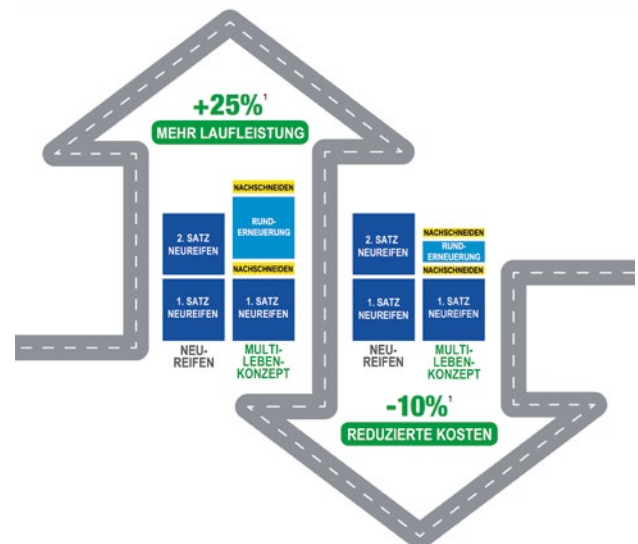 +25%¹
MEHR LAUFLEISTUNG
2. SATZ
NEUREIFEN
1. SATZ
NEUREIFEN
NEU-
REIFEN
NACHSCHNEIDEN
RUND-
ERNEUERUNG
NACHSCHNEIDEN
1. SATZ
NEUREIFEN
MULTI-
LEBEN-
KONZEPT
2. SATZ
NEUREIFEN
1. SATZ
NEUREIFEN
NEU-
REIFEN
NACHSCHNEIDEN
RUND-
ERNEUERUNG
NACHSCHNEIDEN
1. SATZ
NEUREIFEN
MULTI-
LEBEN-
KONZEPT
-10%¹
REDUZIERTE KOSTEN